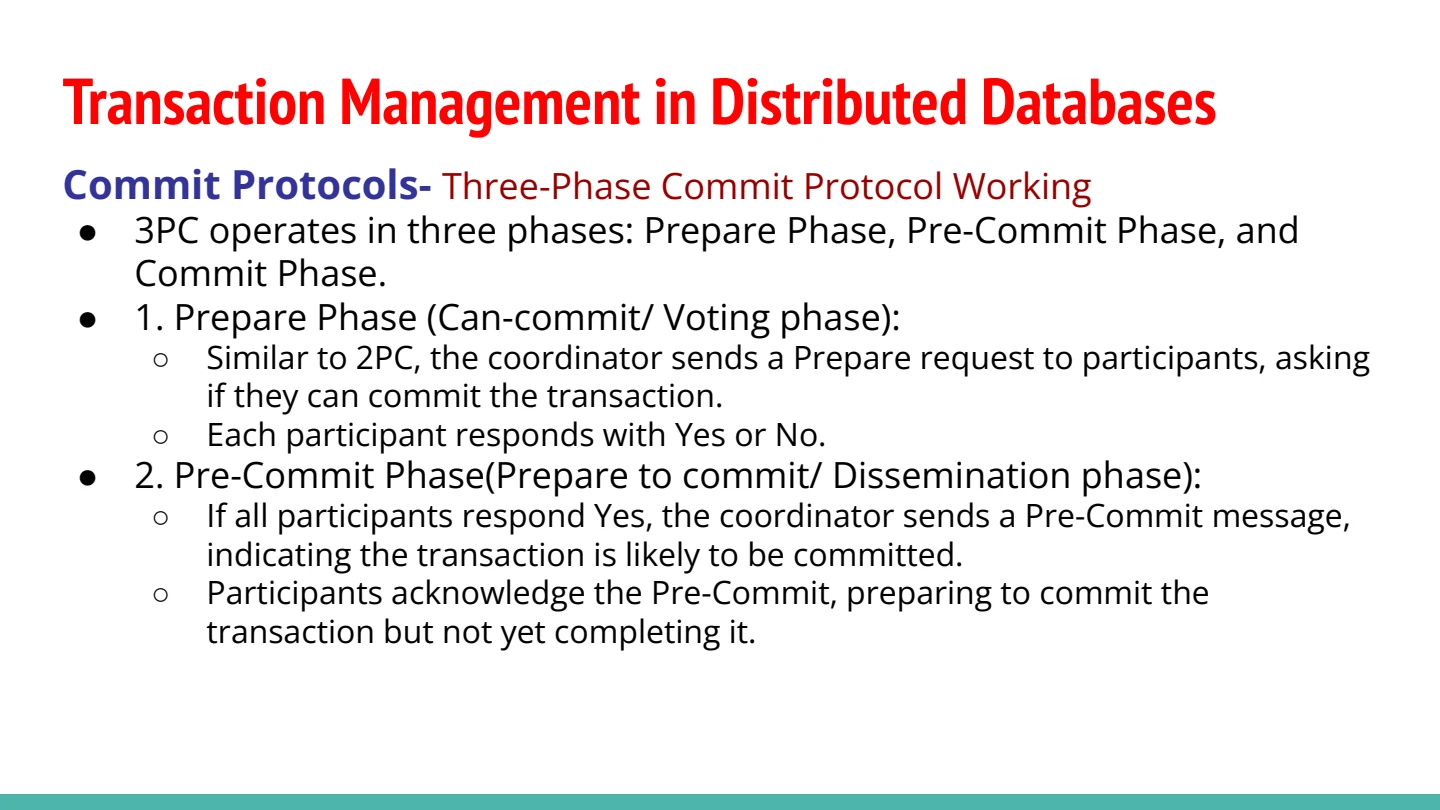 Transaction Management in Distributed Databases
Commit Protocols- Three-Phase Commit Protocol Working
● 3PC operates in three phases: Prepare Phase, Pre-Commit Phase, and
Commit Phase.
● 1. Prepare Phase (Can-commit/ Voting phase):
○ Similar to 2PC, the coordinator sends a Prepare request to participants, asking
if they can commit the transaction.
○ Each participant responds with Yes or No.
● 2. Pre-Commit Phase(Prepare to commit/ Dissemination phase):
○ If all participants respond Yes, the coordinator sends a Pre-Commit message,
indicating the transaction is likely to be committed.
○ Participants acknowledge the Pre-Commit, preparing to commit the
transaction but not yet completing it.